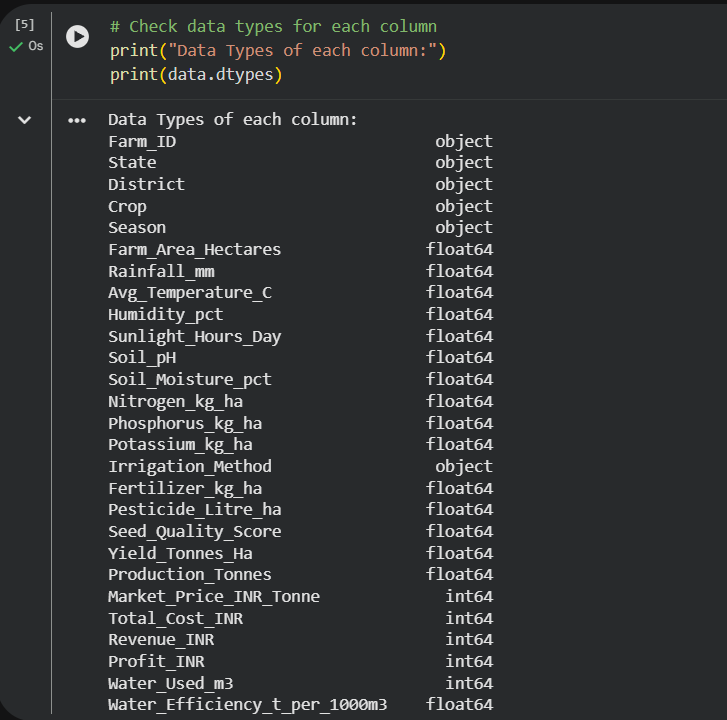 [5]
0s
# Check data types for each column
print("Data Types of each column:")
print(data.dtypes)
Data Types of each column:
Farm_ID object
State object
District object
Crop object
Season object
Farm_Area_Hectares float64
Rainfall_mm float64
Avg_Temperature_C float64
Humidity_pct float64
Sunlight_Hours_Day float64
Soil_pH float64
Soil_Moisture_pct float64
Nitrogen_kg_ha float64
Phosphorus_kg_ha float64
Potassium_kg_ha float64
Irrigation_Method object
Fertilizer_kg_ha float64
Pesticide_Litre_ha float64
Seed_Quality_Score float64
Yield_Tonnes_Ha float64
Production_Tonnes float64
Market_Price_INR_Tonne int64
Total_Cost_INR int64
Revenue_INR int64
Profit_INR int64
Water_Used_m3 int64
Water_Efficiency_t_per_1000m3 float64